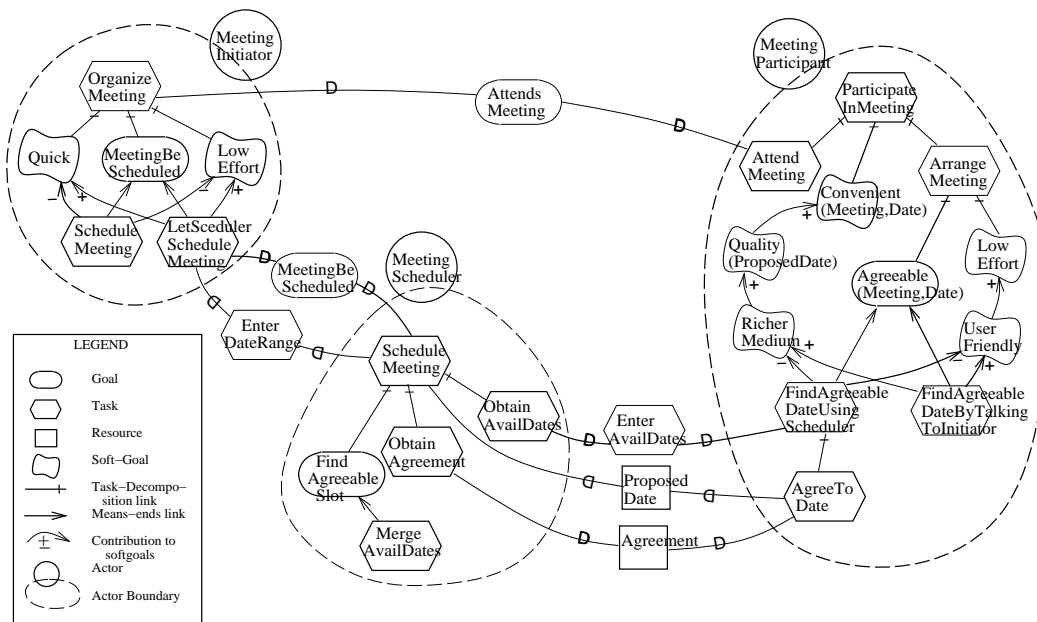 Meeting
Initiator
Organize
Meeting
Quick
MeetingBe
Scheduled
Low
Effort
Schedule
Meeting
LetSceduler
Schedule
Meeting
D
Attends
Meeting
D
Meeting
Participant
Participate
InMeeting
Attend
Meeting
Arrange
Meeting
Convenient
(Meeting,Date)
Quality
(ProposedDate)
Low
Effort
Agreeable
(Meeting,Date)
Richer
Medium
User
Friendly
FindAgreeable
DateUsing
Scheduler
FindAgreeable
DateByTalking
ToInitiator
AgreeTo
Date
D
MeetingBe
Scheduled
D
D
Enter
DateRange
D
Meeting
Scheduler
Schedule
Meeting
Obtain
AvailDates
Obtain
Agreement
Find
Agreeable
Slot
Merge
AvailDates
D
Enter
AvailDates
D
D
Proposed
Date
D
D
Agreement
D
LEGEND
Goal
Task
Resource
Soft−Goal
Task−Decompo−
sition link
Means−ends link
Contribution to
softgoals
Actor
Actor Boundary